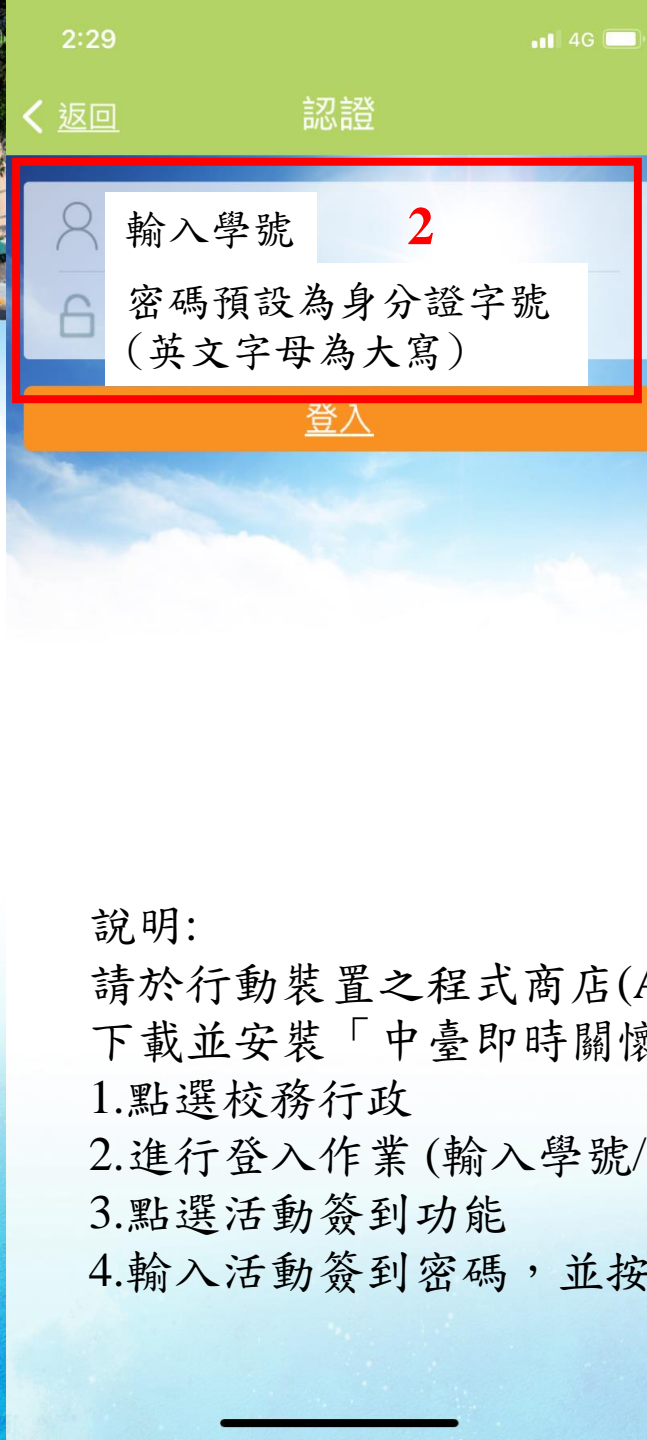 2:29
4G
返回
認證
輸入學號
2
密碼預設為身分證字號
(英文字母為大寫)
登入
說明:
請於行動裝置之程式商店(A
下載並安裝「中臺即時關懷
1.點選校務行政
2.進行登入作業 (輸入學號/
3.點選活動簽到功能
4.輸入活動簽到密碼，並按